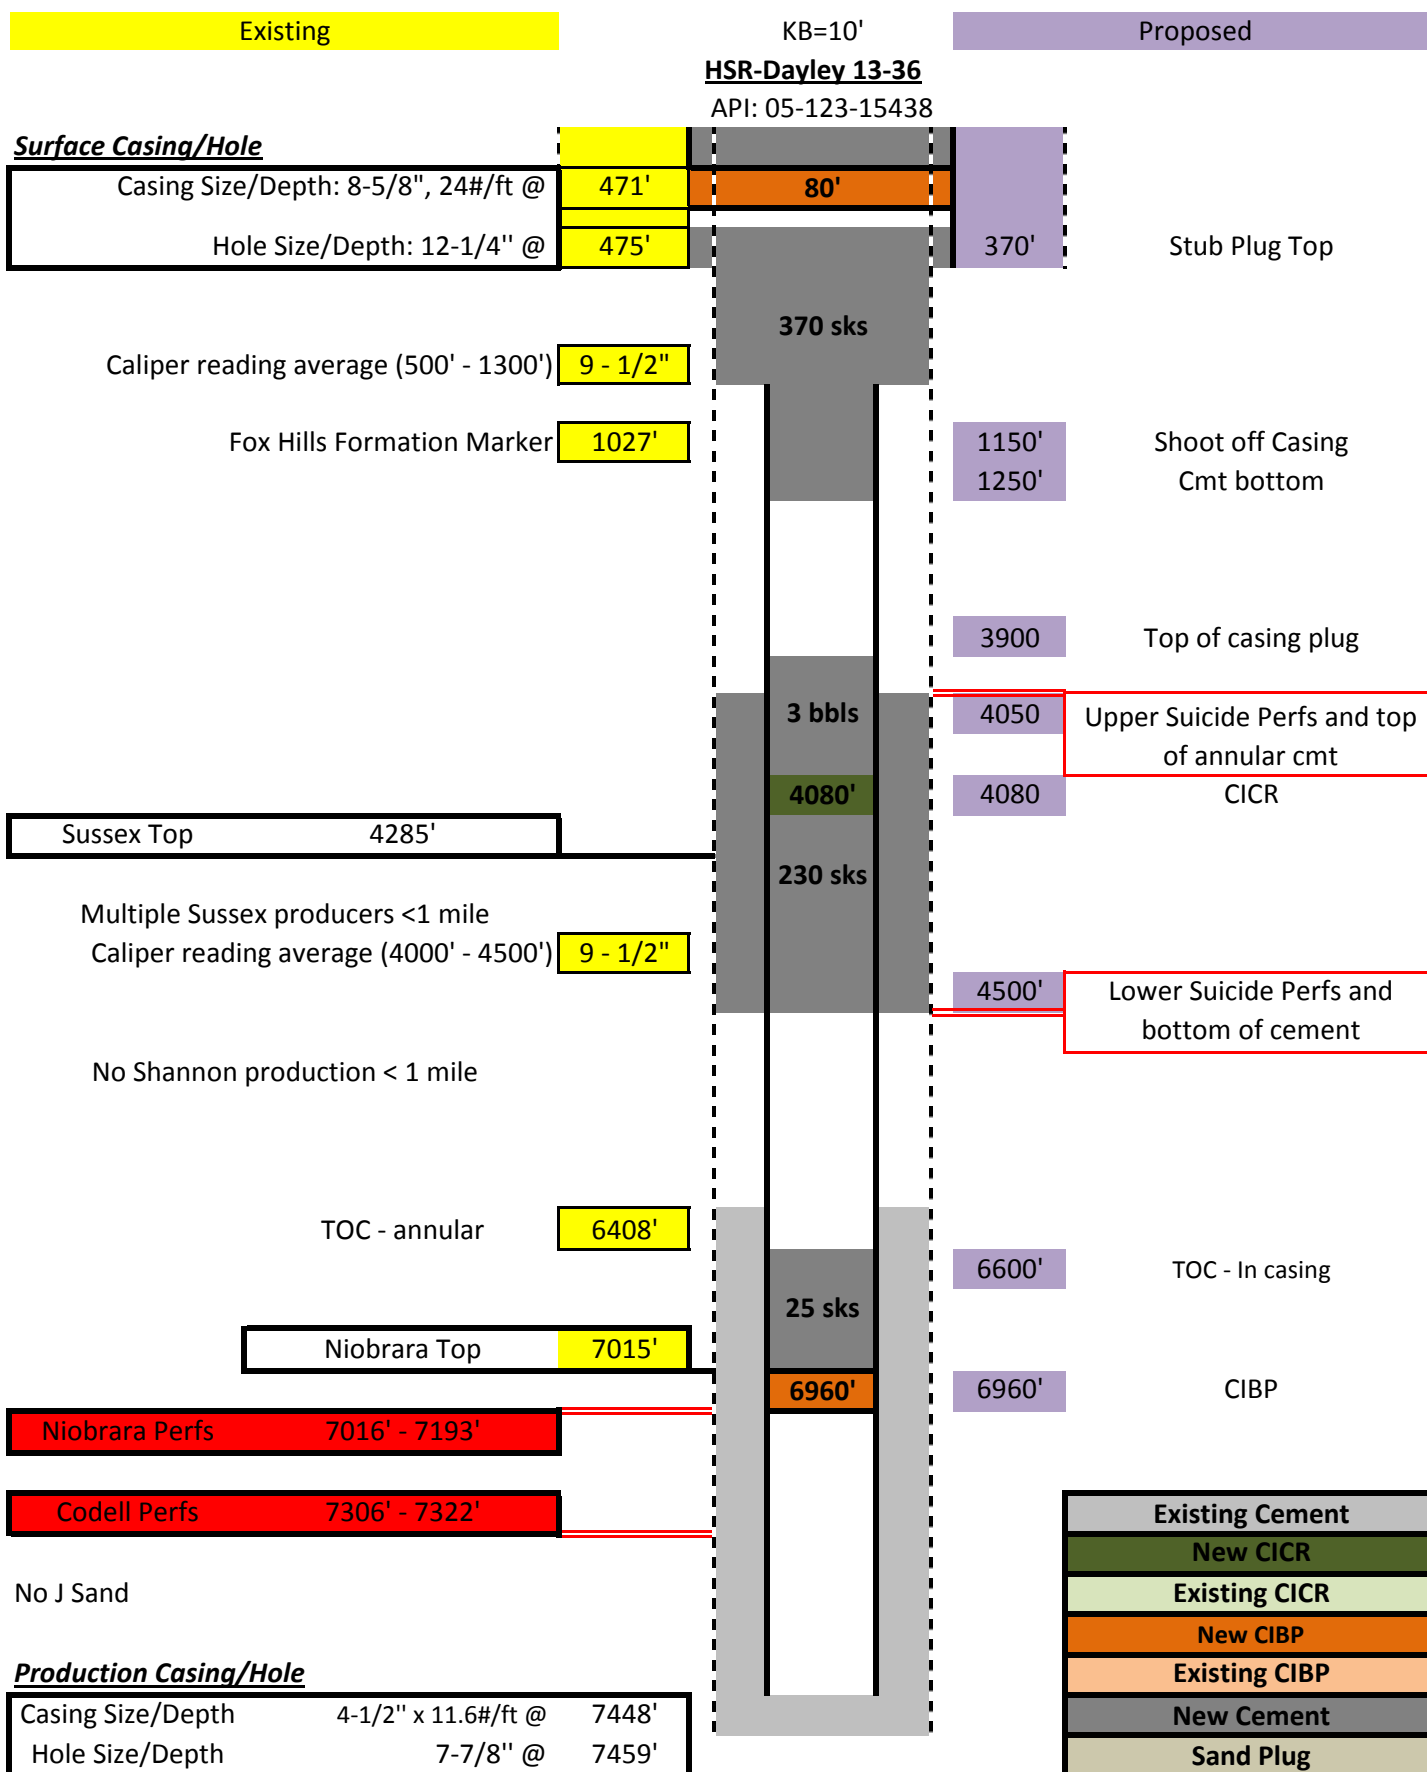 Existing KB=10' Proposed
HSR-Dayley 13-36
API: 05-123-15438
Surface Casing/Hole
Casing Size/Depth: 8-5/8", 24#/ft @ 471' 80'
Hole Size/Depth: 12-1/4'' @ 475' 370' Stub Plug Top
370 sks
Caliper reading average (500' - 1300') 9 - 1/2"
Fox Hills Formation Marker 1027' 1150' Shoot off Casing
1250' Cmt bottom
3900 Top of casing plug
3 bbls 4050 Upper Suicide Perfs and top
of annular cmt
4080' 4080 CICR
Sussex Top 4285'
230 sks
Multiple Sussex producers <1 mile
Caliper reading average (4000' - 4500') 9 - 1/2"
4500' Lower Suicide Perfs and
bottom of cement
No Shannon production < 1 mile
TOC - annular 6408'
6600' TOC - In casing
25 sks
Niobrara Top 7015'
6960' 6960' CIBP
Niobrara Perfs 7016' - 7193'
Codell Perfs 7306' - 7322'
Existing Cement
New CICR
No J Sand
Existing CICR
New CIBP
Production Casing/Hole
Existing CIBP
Casing Size/Depth 4-1/2'' x 11.6#/ft @ 7448'
New Cement
Hole Size/Depth 7-7/8'' @ 7459'
Sand Plug